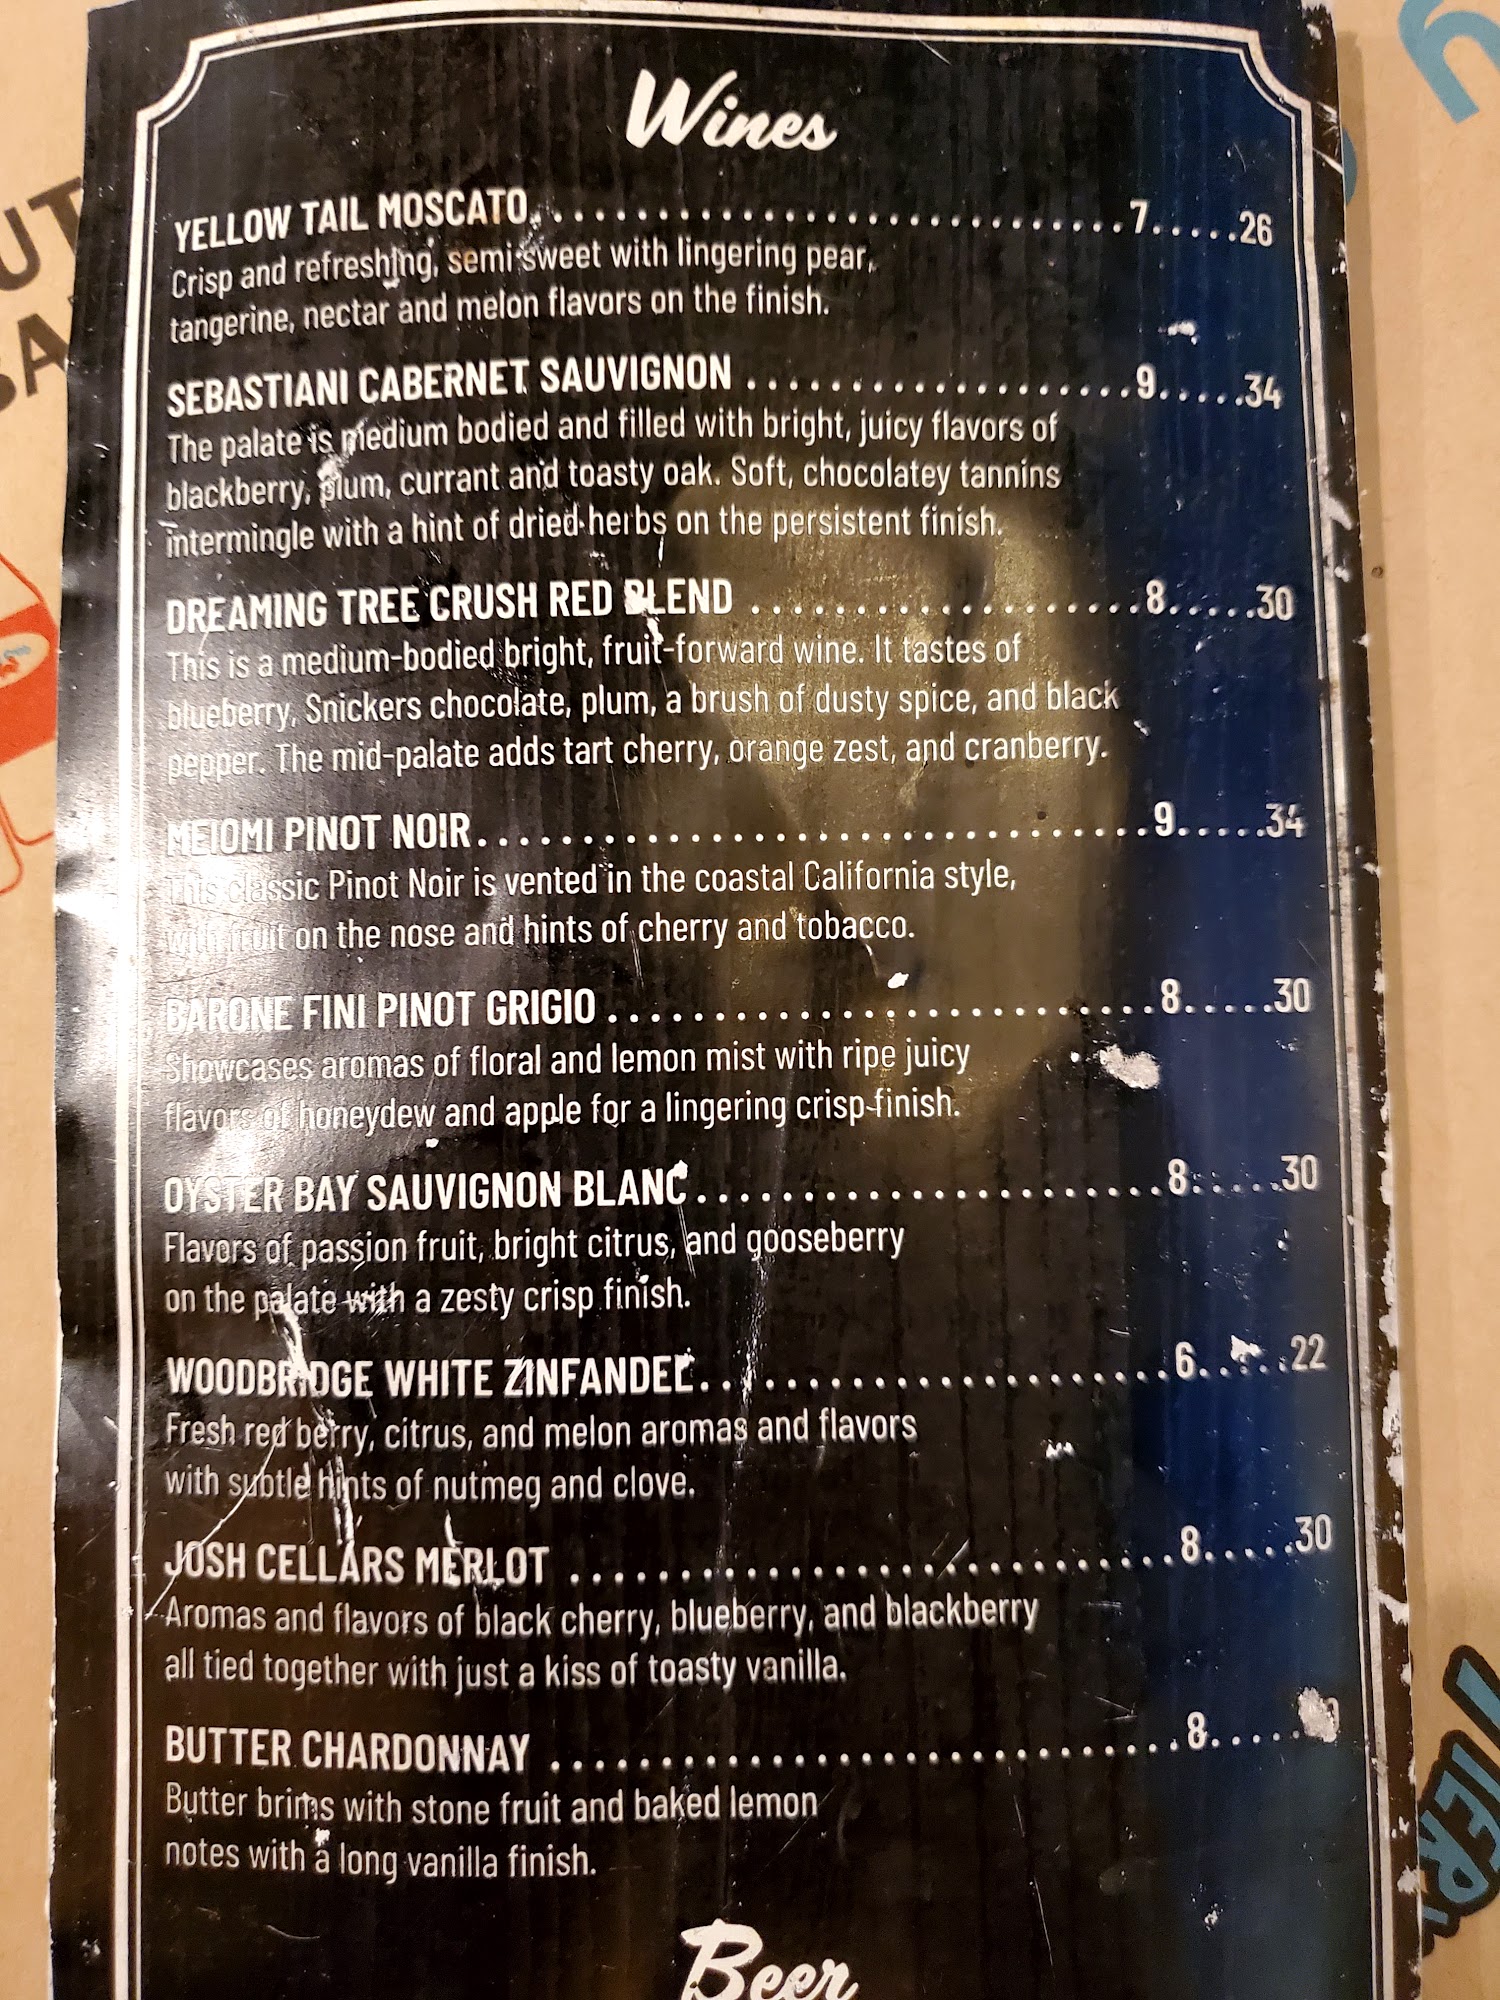 Wines
YELLOW TAIL MOSCATO............................7.....26
Crisp and refreshing, semi-sweet with lingering pear,
tangerine, nectar and melon flavors on the finish.
SEBASTIANI CABERNET SAUVIGNON ..................9.....34
The palate is medium bodied and filled with bright, juicy flavors of
blackberry, plum, currant and toasty oak. Soft, chocolatey tannins
intermingle with a hint of dried herbs on the persistent finish.
DREAMING TREE CRUSH RED BLEND ..................8.....30
This is a medium-bodied bright, fruit-forward wine. It tastes of
blueberry, Snickers chocolate, plum, a brush of dusty spice, and black
pepper. The mid-palate adds tart cherry, orange zest, and cranberry.
MEIOMI PINOT NOIR...............................9.....34
This classic Pinot Noir is vented in the coastal California style,
with fruit on the nose and hints of cherry and tobacco.
BARONE FINI PINOT GRIGIO ..........................8.....30
Showcases aromas of floral and lemon mist with ripe juicy
flavors of honeydew and apple for a lingering crisp finish.
OYSTER BAY SAUVIGNON BLANC......................8.....30
Flavors of passion fruit, bright citrus, and gooseberry
on the palate with a zesty crisp finish.
WOODBRIDGE WHITE ZINFANDEL......................6.....22
Fresh red berry, citrus, and melon aromas and flavors
with subtle hints of nutmeg and clove.
JOSH CELLARS MERLOT ............................8.....30
Aromas and flavors of black cherry, blueberry, and blackberry
all tied together with just a kiss of toasty vanilla.
BUTTER CHARDONNAY .............................8.....
Butter brims with stone fruit and baked lemon
notes with a long vanilla finish.
Beer